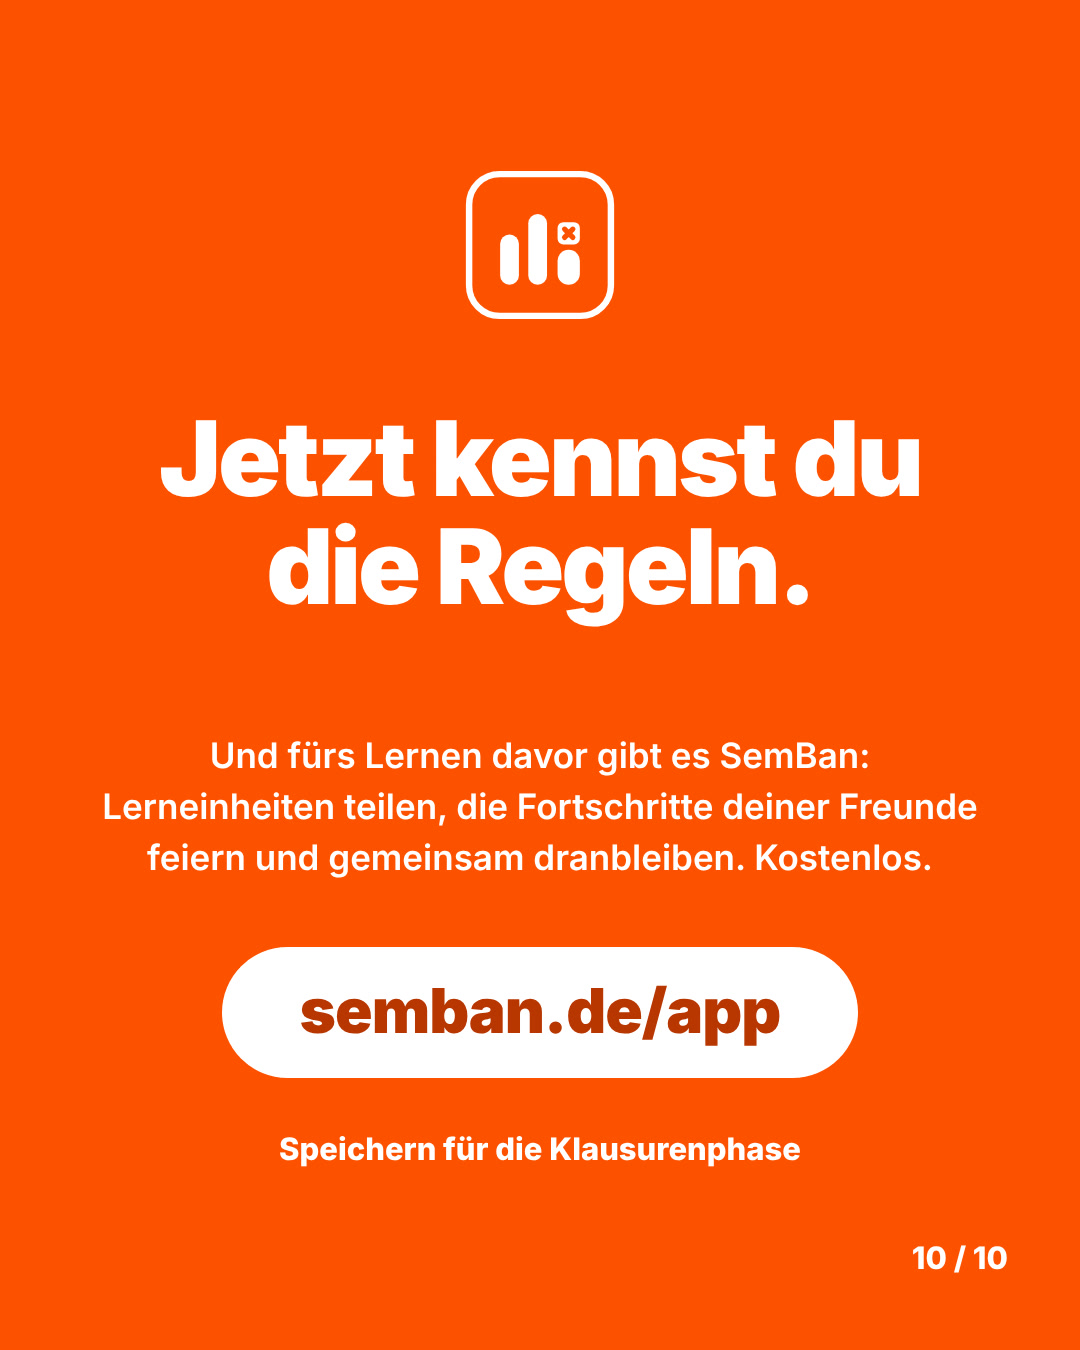 Jetzt kennst du
die Regeln.
Und fürs Lernen davor gibt es SemBan:
Lerneinheiten teilen, die Fortschritte deiner Freunde
feiern und gemeinsam dranbleiben. Kostenlos.
semban.de/app
Speichern für die Klausurenphase
10 / 10